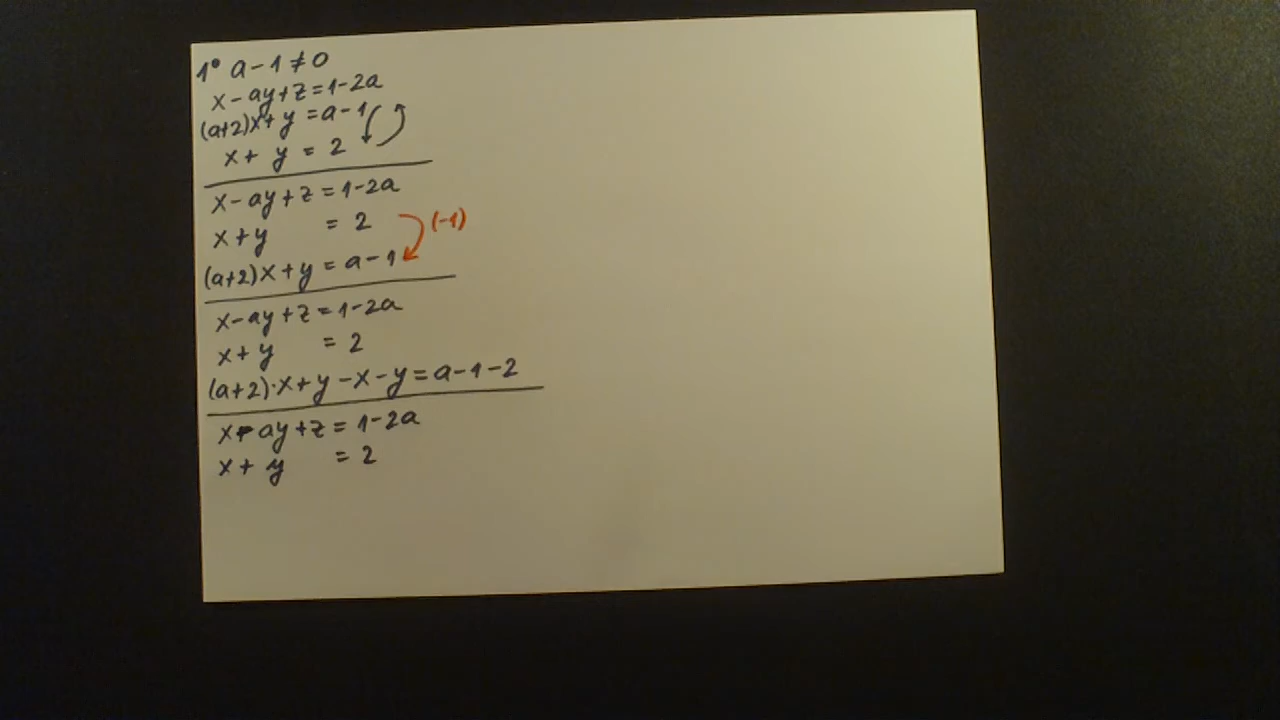 1° a-1≠0
x-ay+z=1-2a
(a+2)x+y=a-1
x+y=2
x-ay+z=1-2a
x+y =2
(-1)
(a+2)x+y=a-1
x-ay+z=1-2a
x+y =2
(a+2)·x+y-x-y=a-1-2
x-ay+z=1-2a
x+y =2